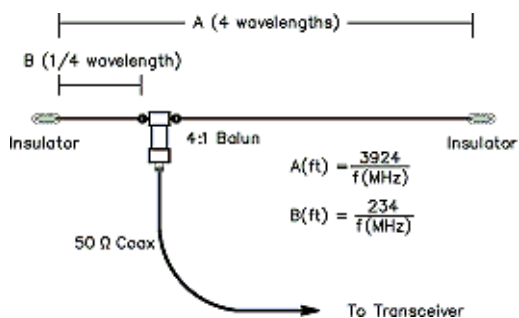 A (4 wavelengths)
B (1/4 wavelength)
Insulator
4:1 Balun
Insulator
A(ft) = 3924
f(MHz)
B(ft) = 234
f(MHz)
50 Ω Coax
To Transceiver